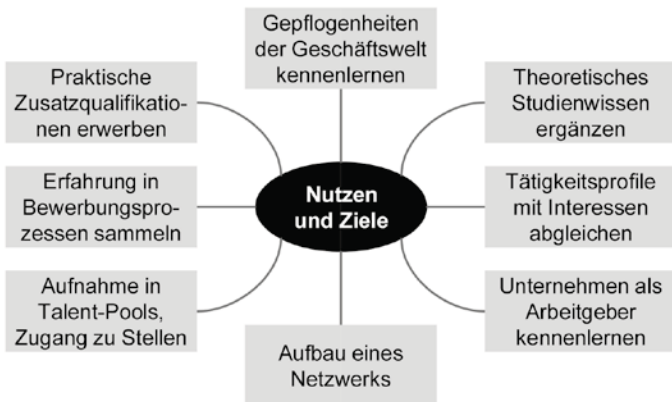 Gepflogenheiten
der Geschäftswelt
kennenlernen
Praktische
Zusatzqualifikatio-
nen erwerben
Theoretisches
Studienwissen
ergänzen
Erfahrung in
Bewerbungspro-
zessen sammeln
Nutzen
und Ziele
Tätigkeitsprofile
mit Interessen
abgleichen
Aufnahme in
Talent-Pools,
Zugang zu Stellen
Unternehmen als
Arbeitgeber
kennenlernen
Aufbau eines
Netzwerks